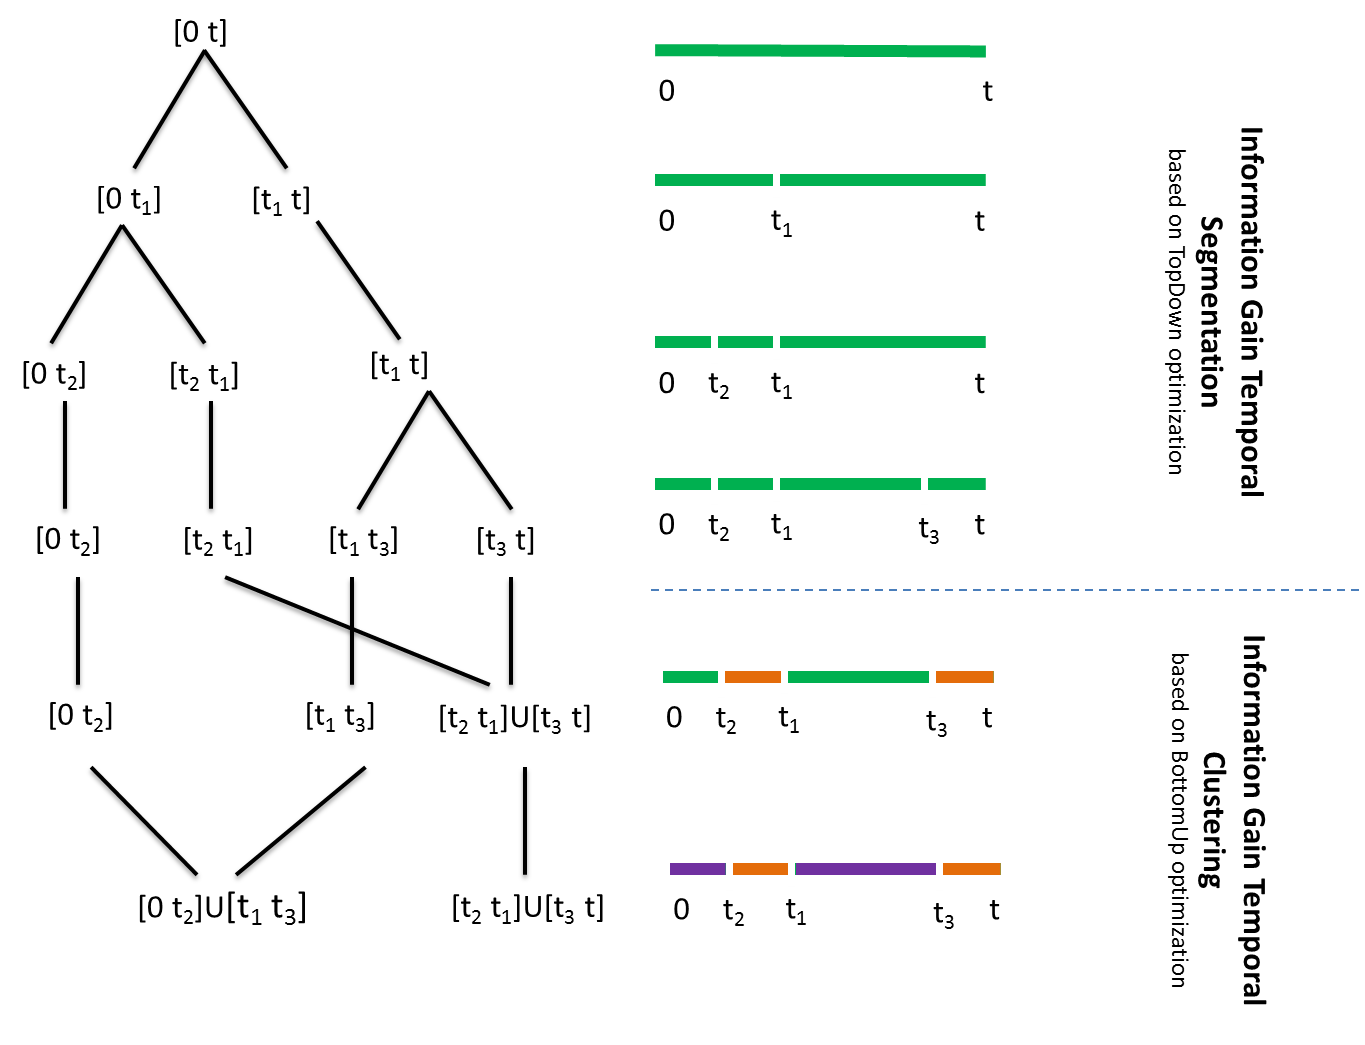 [0 t]
0 t
[0 t₁] [t₁ t]
0 t₁ t
[0 t₂] [t₂ t₁] [t₁ t]
0 t₂ t₁ t
[0 t₂] [t₂ t₁] [t₁ t₃] [t₃ t]
0 t₂ t₁ t₃ t
Information Gain Temporal
Segmentation
based on TopDown optimization
[0 t₂] [t₁ t₃] [t₂ t₁]U[t₃ t]
0 t₂ t₁ t₃ t
[0 t₂]U[t₁ t₃] [t₂ t₁]U[t₃ t]
0 t₂ t₁ t₃ t
Information Gain Temporal
Clustering
based on BottomUp optimization